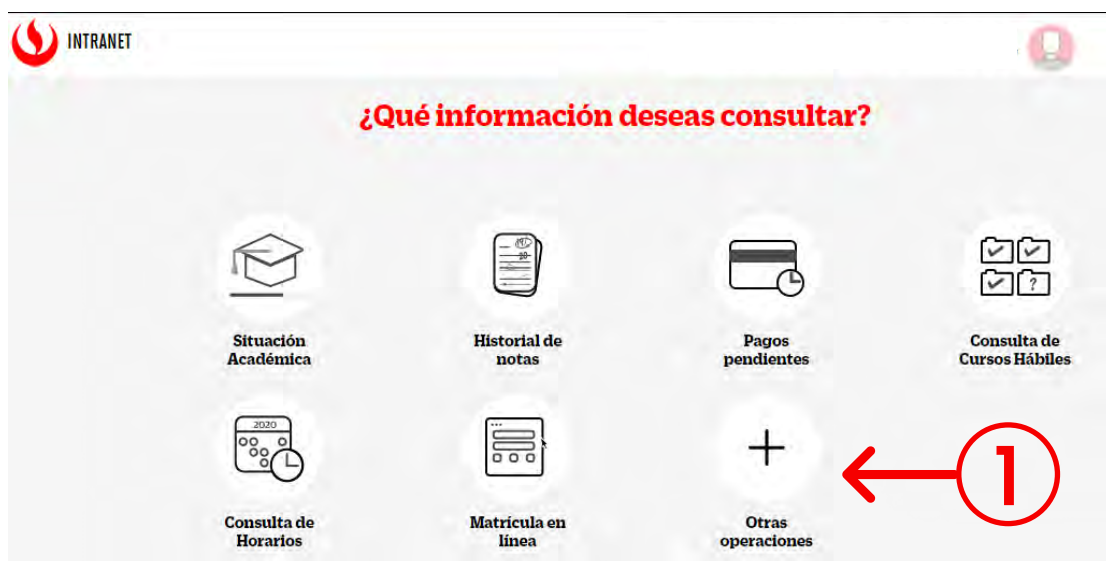 INTRANET
¿Qué información deseas consultar?
Situación
Académica
Historial de
notas
Pagos
pendientes
?
Consulta de
Cursos Hábiles
2020
Consulta de
Horarios
Matrícula en
línea
Otras
operaciones
1